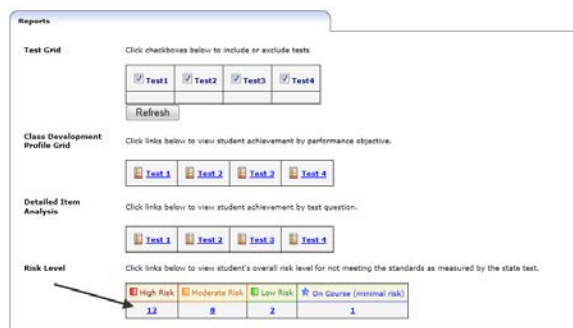 Reports
Test Grid
Click checkboxes below to include or exclude tests
Test1 Test2 Test3 Test4
Refresh
Class Development
Profile Grid
Click links below to view student achievement by performance objective.
Test 1 Test 2 Test 3 Test 4
Detailed Item
Analysis
Click links below to view student achievement by test question.
Test 1 Test 2 Test 3 Test 4
Risk Level
Click links below to view student's overall risk level for not meeting the standards as measured by the state test.
High Risk Moderate Risk Low Risk On Course (minimal risk)
12 8 2 1